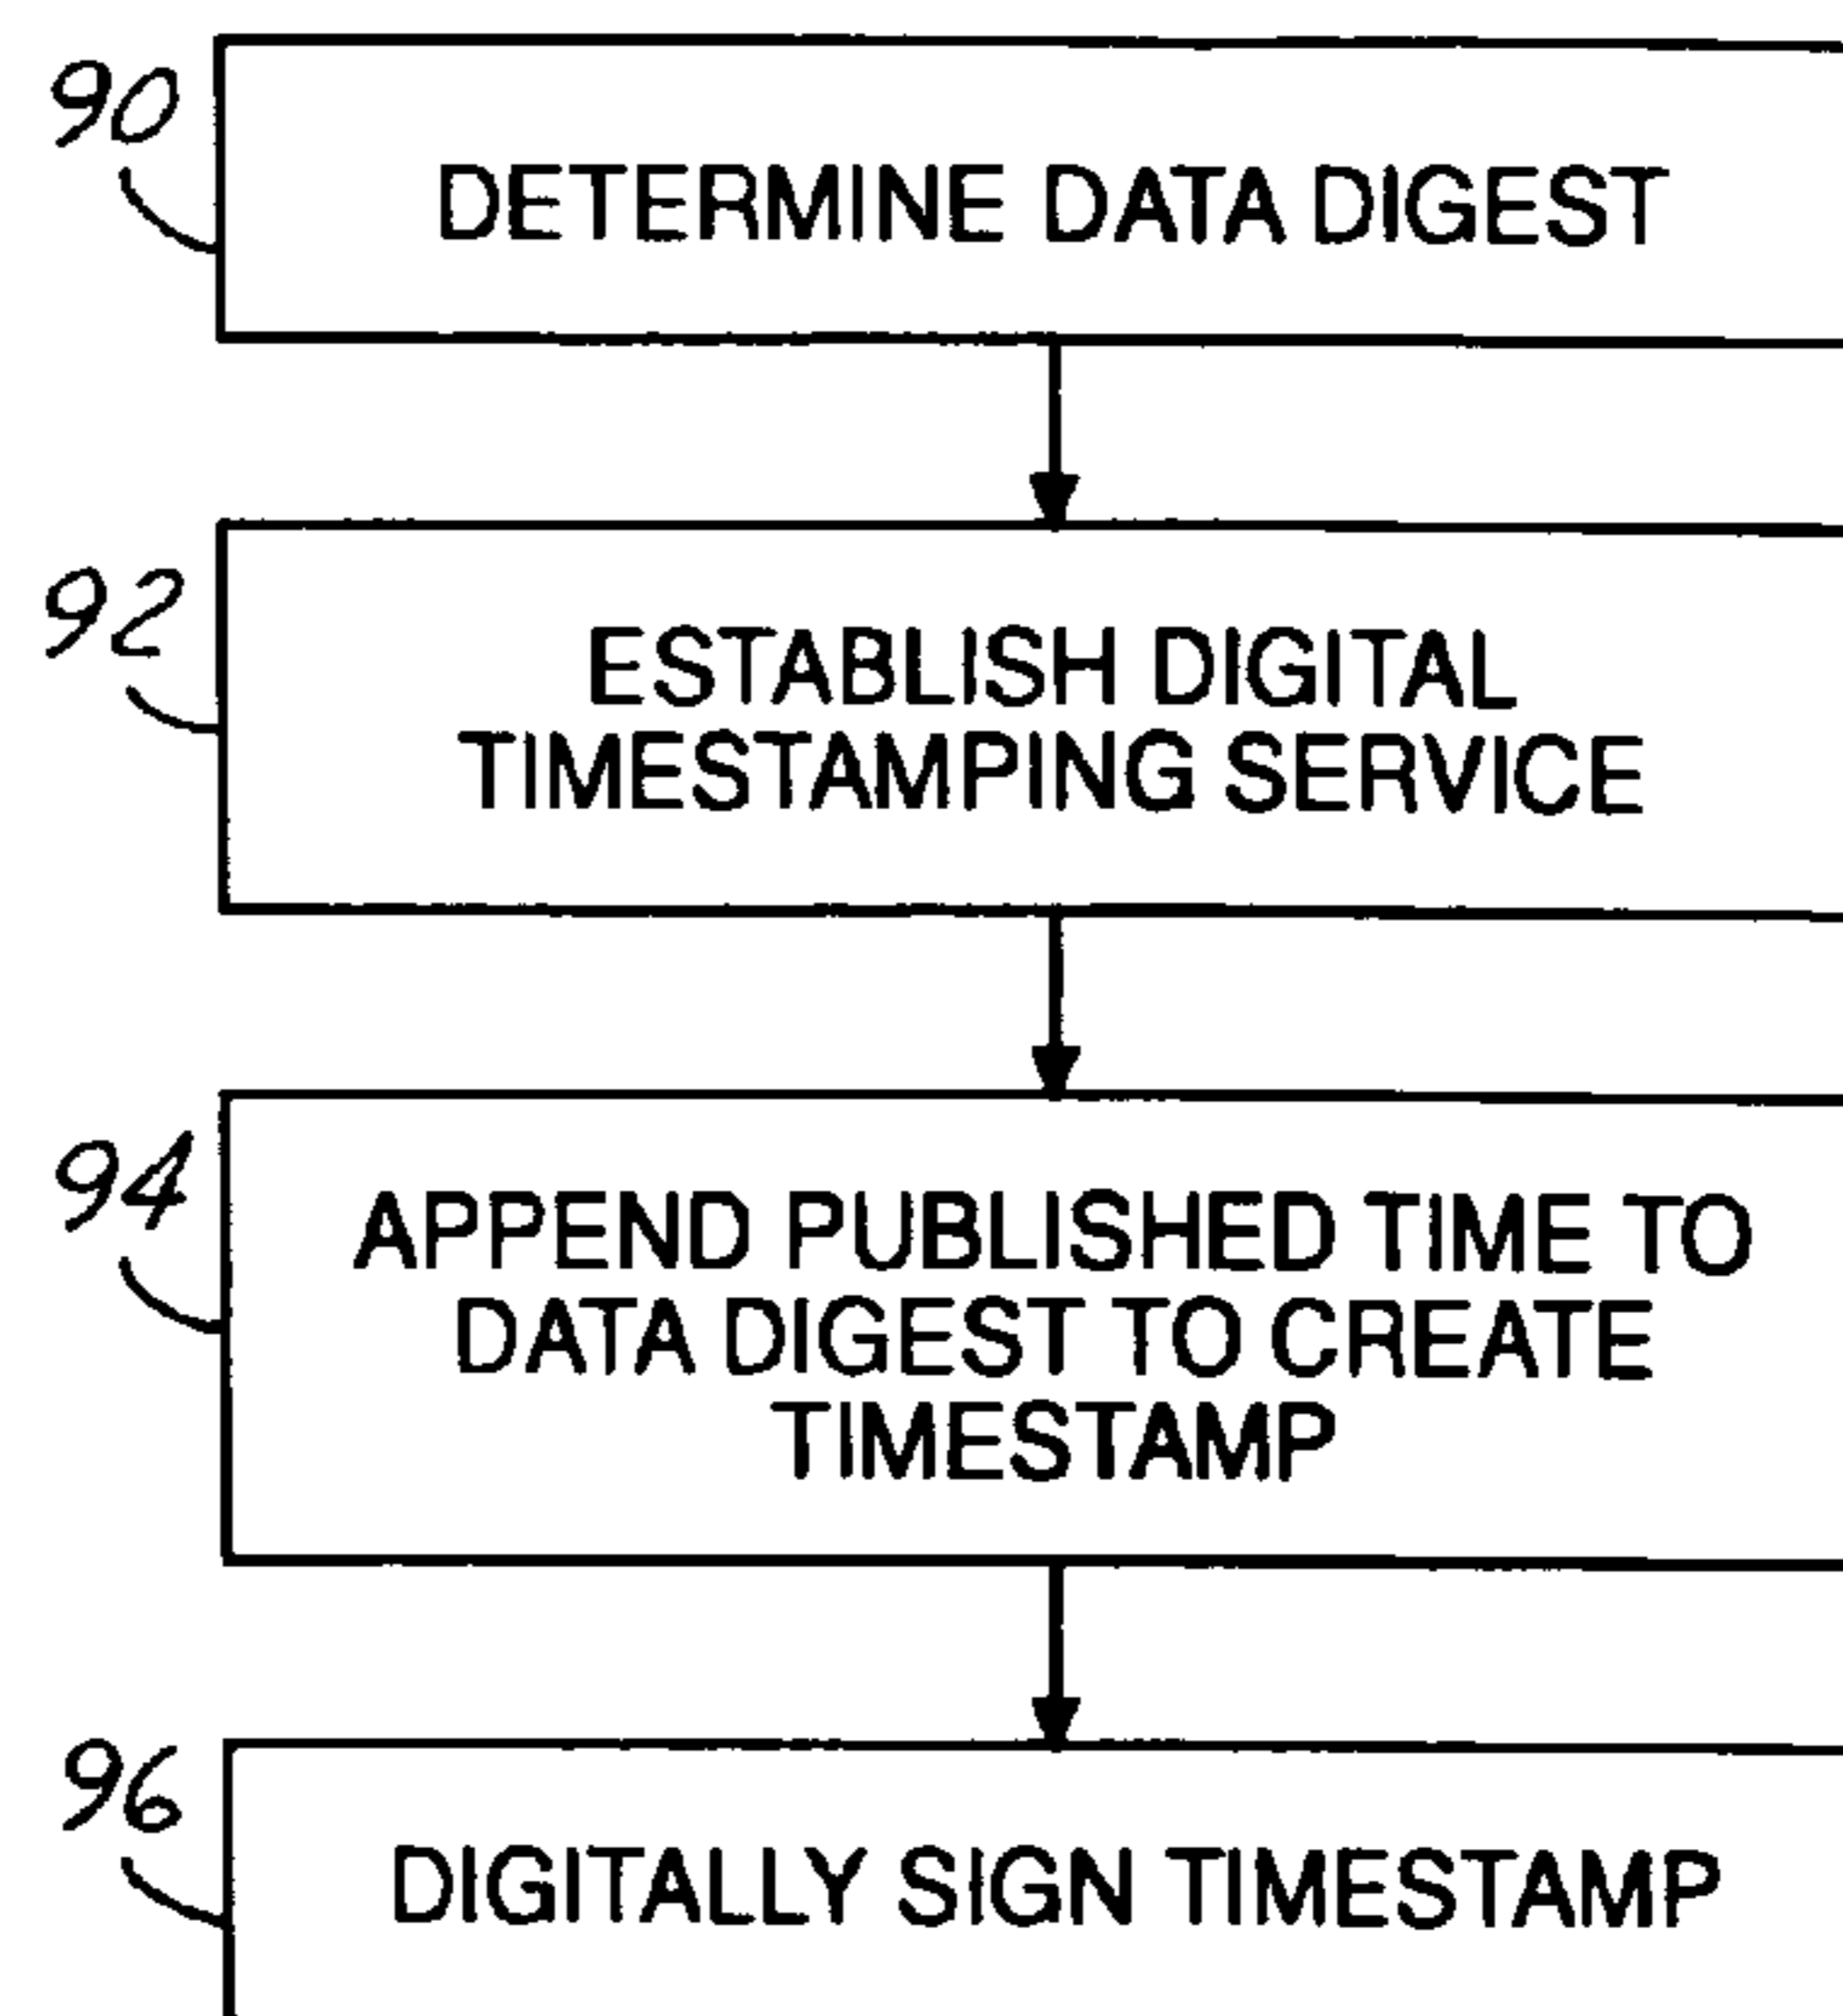 90
DETERMINE DATA DIGEST
92
ESTABLISH DIGITAL
TIMESTAMPING SERVICE
94
APPEND PUBLISHED TIME TO
DATA DIGEST TO CREATE
TIMESTAMP
96
DIGITALLY SIGN TIMESTAMP